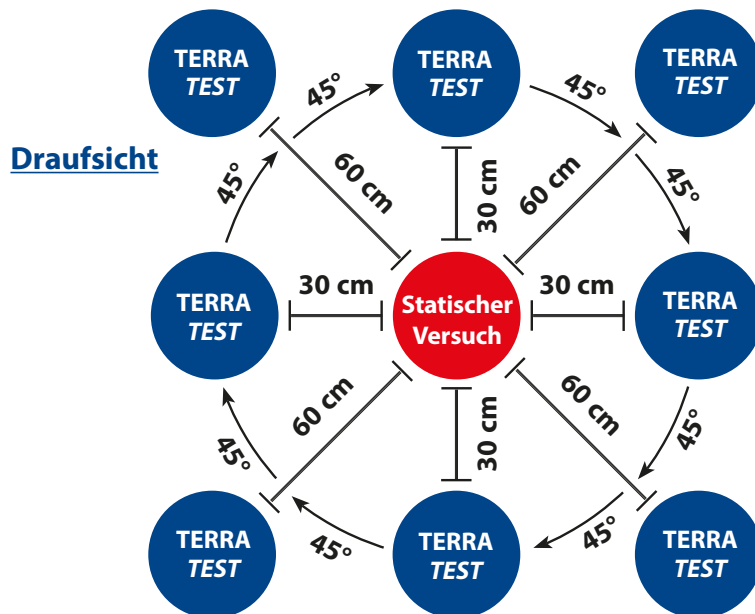 TERRA
TEST
TERRA
TEST
TERRA
TEST
45°
45°
Draufsicht
45°
60 cm
30 cm
60 cm
45°
TERRA
TEST
30 cm
Statischer
Versuch
30 cm
TERRA
TEST
45°
60 cm
30 cm
60 cm
45°
45°
45°
TERRA
TEST
TERRA
TEST
TERRA
TEST